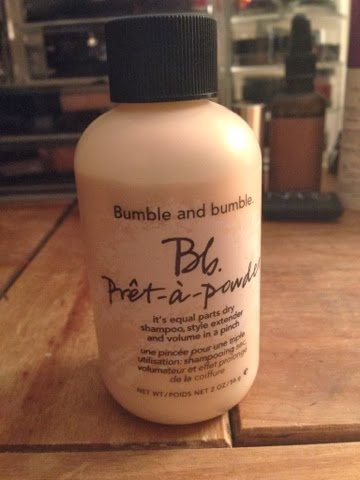 Bumble and bumble.
Bb.
Prêt-à-powder
it's equal parts dry
shampoo, style extender
and volume in a pinch
une pincée pour une triple
utilisation: shampooing sec,
volumateur et effet prolongé
de la coiffure
NET WT/POIDS NET 2 OZ/56 g e